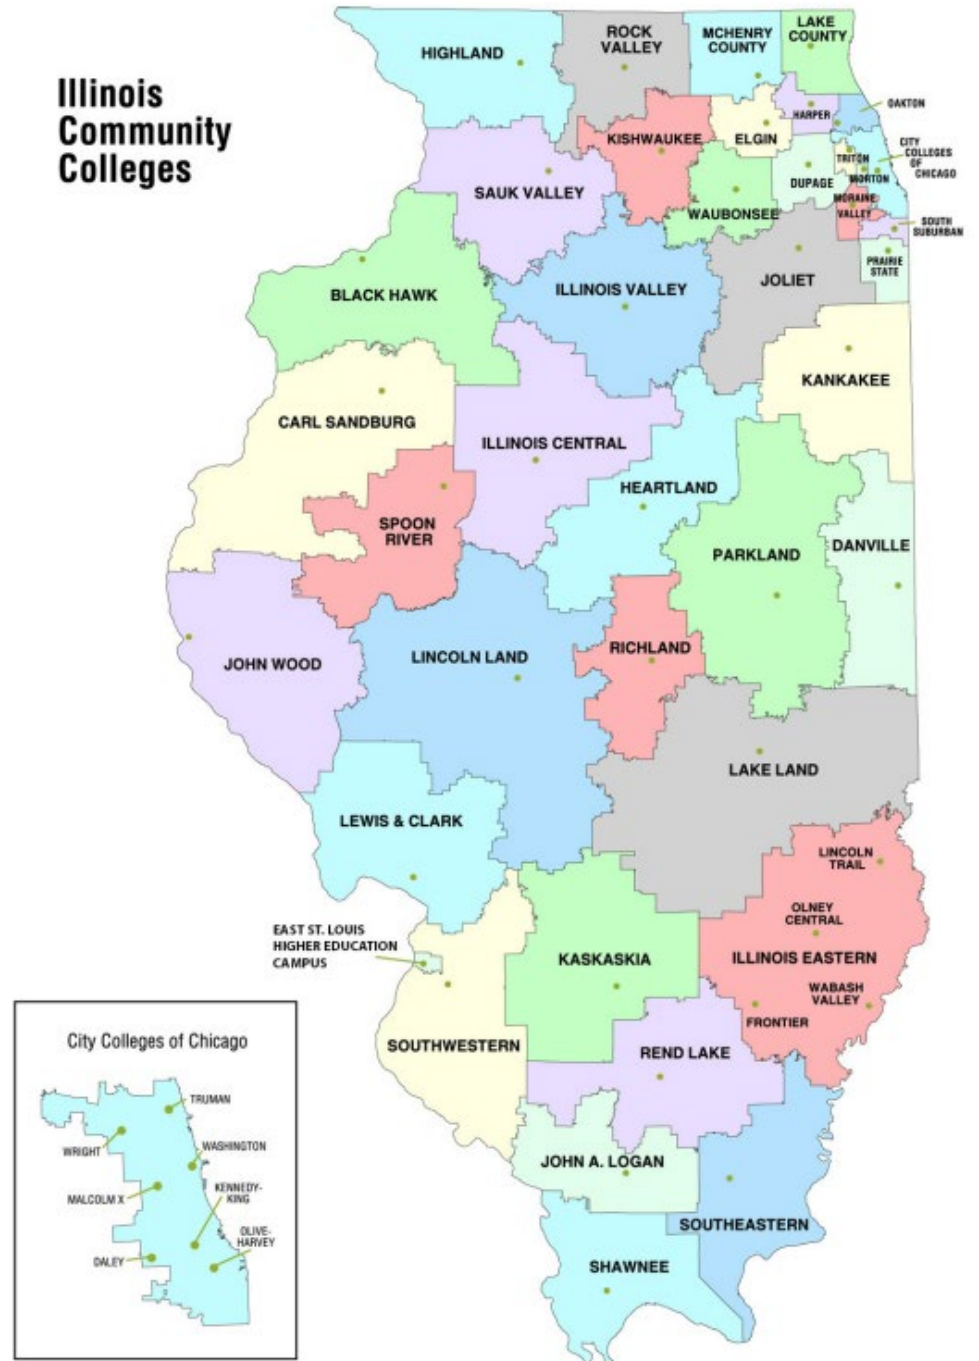 Illinois
Community
Colleges
HIGHLAND
ROCK
VALLEY
MCHENRY
COUNTY
LAKE
COUNTY
HARPER
OAKTON
KISHWAUKEE
ELGIN
CITY
COLLEGES
OF
CHICAGO
TRITON
MORTON
DUPAGE
SAUK VALLEY
MORAINE
VALLEY
WAUBONSEE
SOUTH
SUBURBAN
PRAIRIE
STATE
BLACK HAWK
ILLINOIS VALLEY
JOLIET
KANKAKEE
CARL SANDBURG
ILLINOIS CENTRAL
HEARTLAND
SPOON
RIVER
PARKLAND
DANVILLE
JOHN WOOD
LINCOLN LAND
RICHLAND
LAKE LAND
LEWIS & CLARK
LINCOLN
TRAIL
OLNEY
CENTRAL
EAST ST. LOUIS
HIGHER EDUCATION
CAMPUS
KASKASKIA
ILLINOIS EASTERN
WABASH
VALLEY
FRONTIER
SOUTHWESTERN
REND LAKE
JOHN A. LOGAN
SOUTHEASTERN
SHAWNEE
City Colleges of Chicago
TRUMAN
WRIGHT
WASHINGTON
MALCOLM X
KENNEDY-
KING
OLIVE-
HARVEY
DALEY